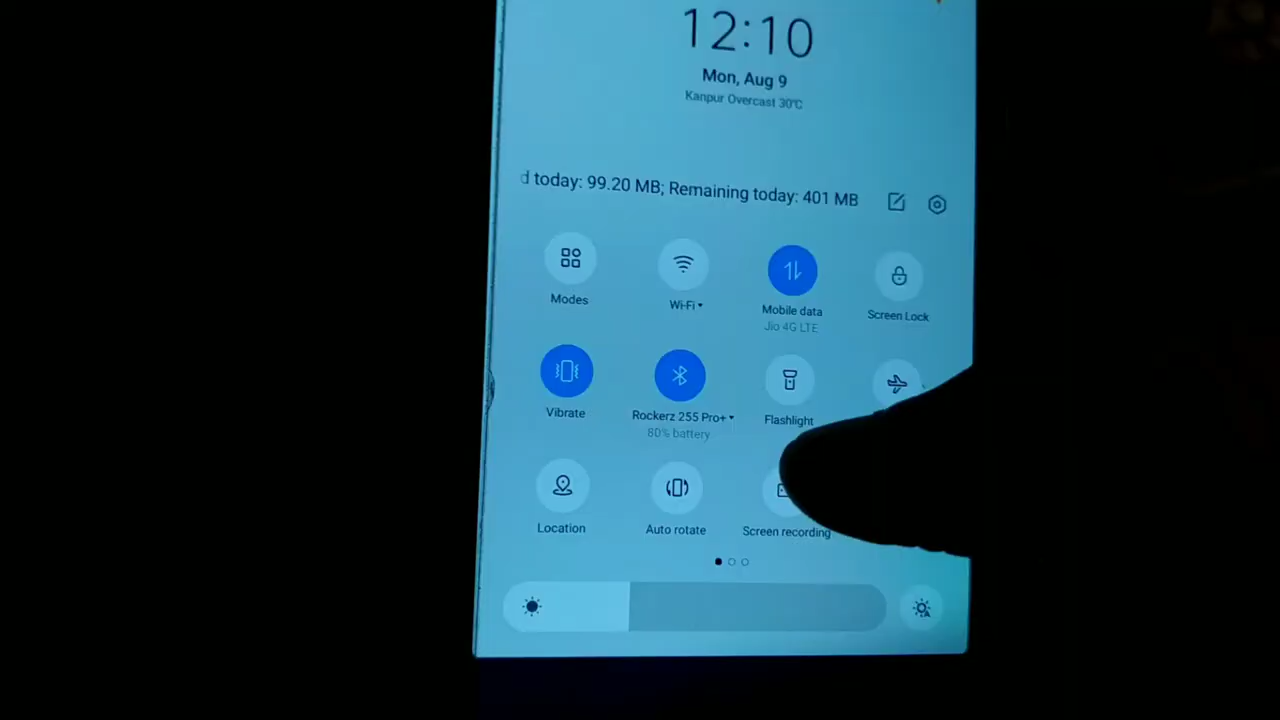 12:10
Mon, Aug 9
Kanpur Overcast 30°C
d today: 99.20 MB; Remaining today: 401 MB
Modes
Wi-Fi
Mobile data
Jio 4G LTE
Screen Lock
Vibrate
Rockerz 255 Pro+
80% battery
Flashlight
Location
Auto rotate
Screen recording